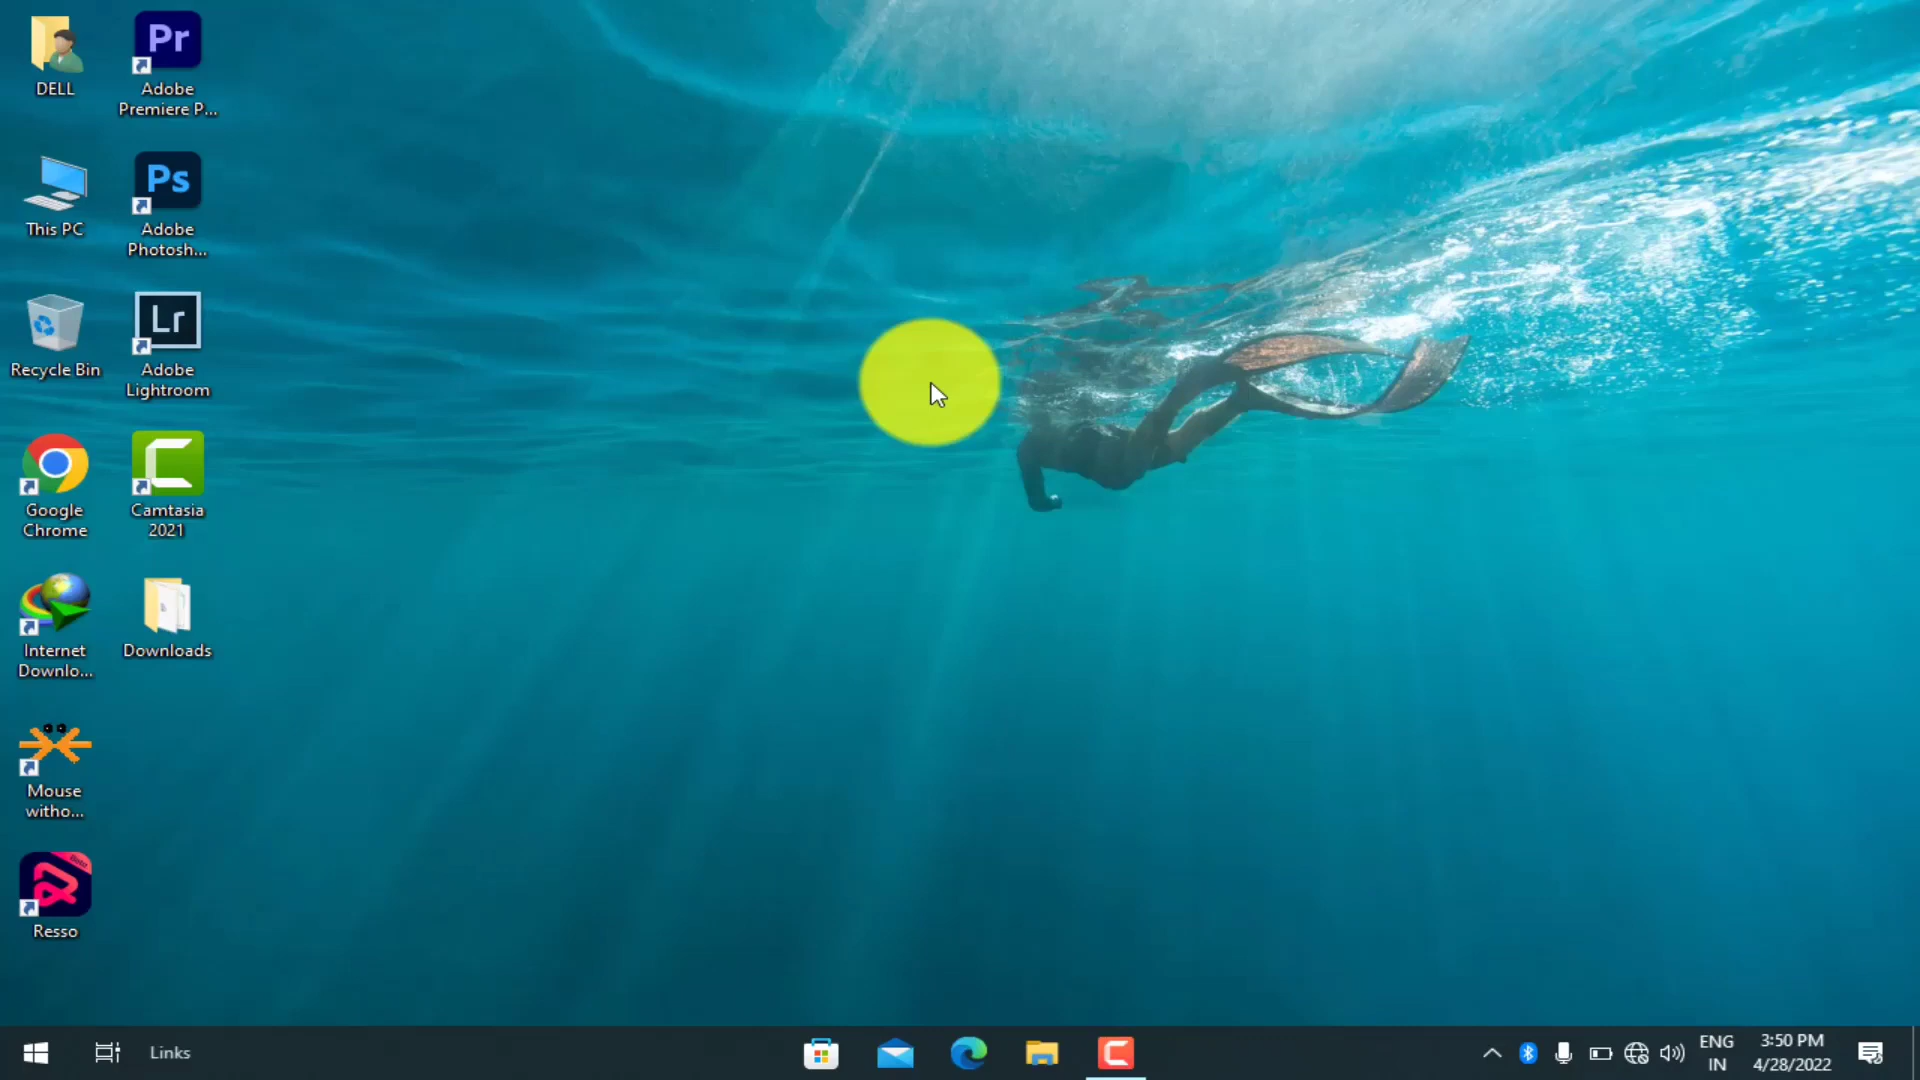 DELL
Pr
Adobe
Premiere P...
This PC
Ps
Adobe
Photosh...
Recycle Bin
Lr
Adobe
Lightroom
Google
Chrome
Camtasia
2021
Internet
Downlo...
Downloads
Mouse
witho...
Resso
Links
ENG
IN
3:50 PM
4/28/2022